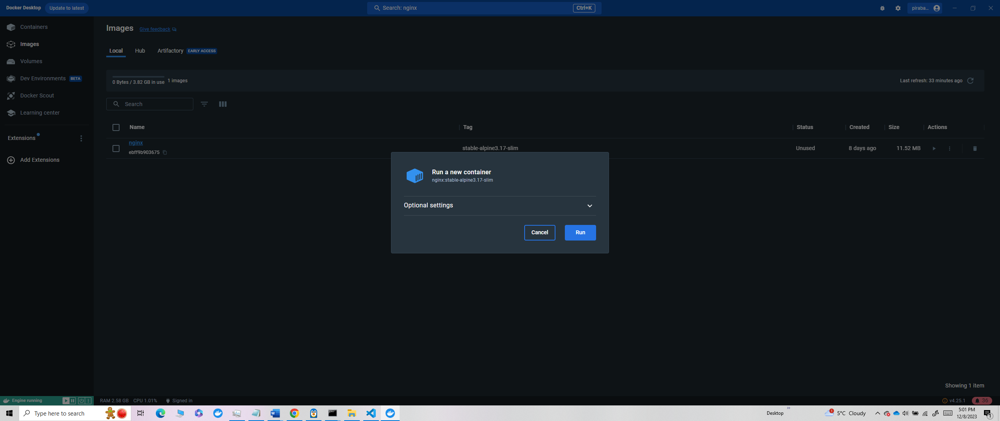 Docker Desktop Update to latest Search: nginx Ctrl+K piraba...
Containers
Images
Volumes
Dev Environments BETA
Docker Scout
Learning center
Extensions
Add Extensions
Images Give feedback
Local Hub Artifactory EARLY ACCESS
0 Bytes / 3.82 GB in use 1 images Last refresh: 33 minutes ago
Search
Name Tag Status Created Size Actions
nginx
ebff9b903675
stable-alpine3.17-slim Unused 8 days ago 11.52 MB
Run a new container
nginx:stable-alpine3.17-slim
Optional settings
Cancel Run
Showing 1 item
Engine running RAM 2.58 GB CPU 1.01% Signed in v4.25.1 36
Type here to search Desktop 1 5°C Cloudy 5:01 PM
12/8/2023
1